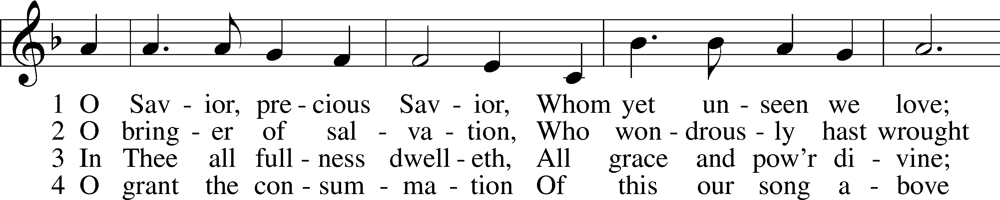 1 O Sav - ior, pre - cious Sav - ior, Whom yet un - seen we love;
2 O bring - er of sal - va - tion, Who won - drous - ly hast wrought
3 In Thee all full - ness dwell - eth, All grace and pow'r di - vine;
4 O grant the con - sum - ma - tion Of this our song a - bove